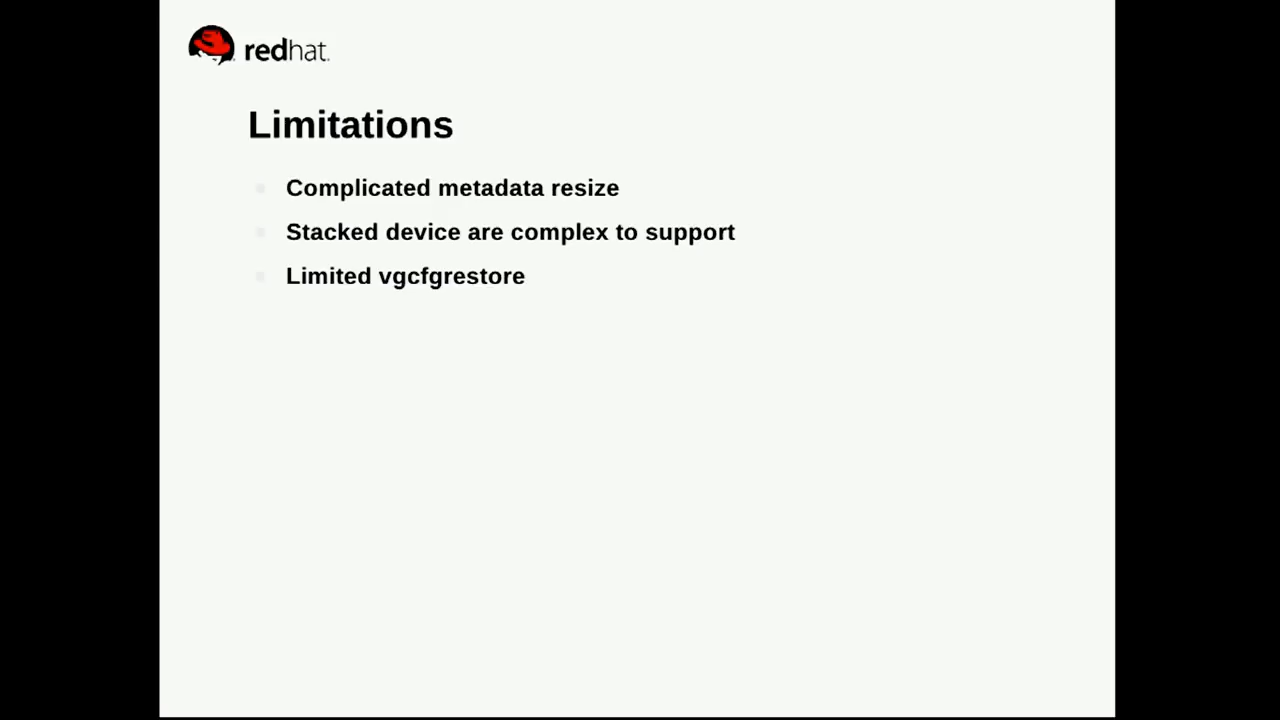 redhat.
Limitations
Complicated metadata resize
Stacked device are complex to support
Limited vgcfgrestore